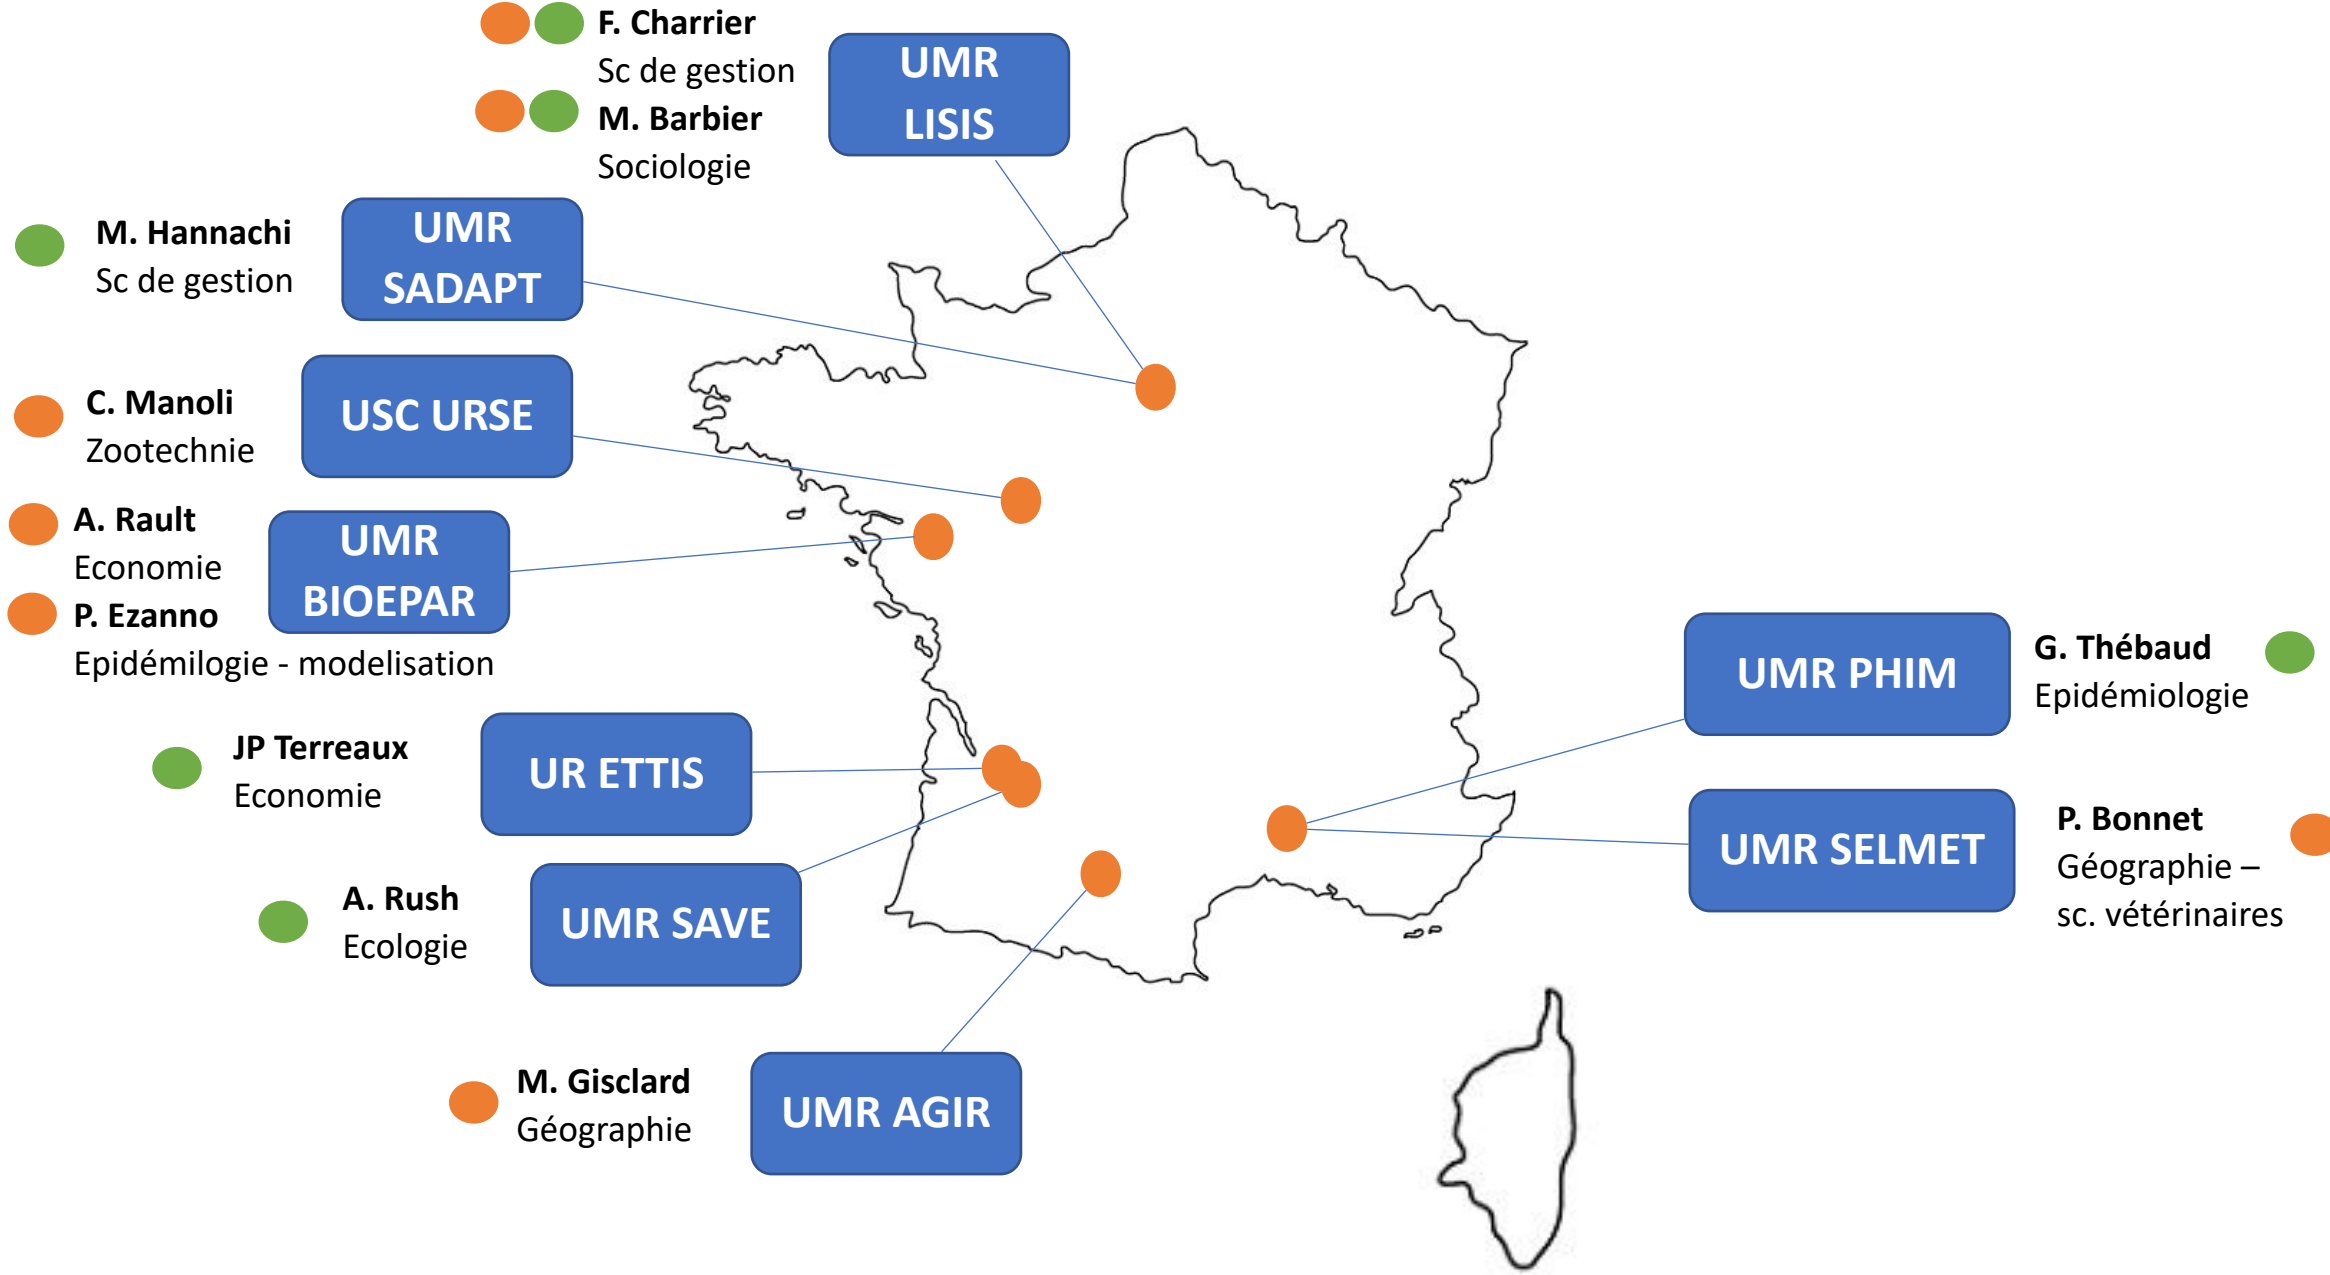 F. Charrier
Sc de gestion
M. Barbier
Sociologie
UMR
LISIS
M. Hannachi
Sc de gestion
UMR
SADAPT
C. Manoli
Zootechnie
USC URSE
A. Rault
Economie
P. Ezanno
Epidémilogie - modelisation
UMR
BIOEPAR
UMR PHIM
G. Thébaud
Epidémiologie
JP Terreaux
Economie
UR ETTIS
UMR SELMET
P. Bonnet
Géographie –
sc. vétérinaires
A. Rush
Ecologie
UMR SAVE
M. Gisclard
Géographie
UMR AGIR